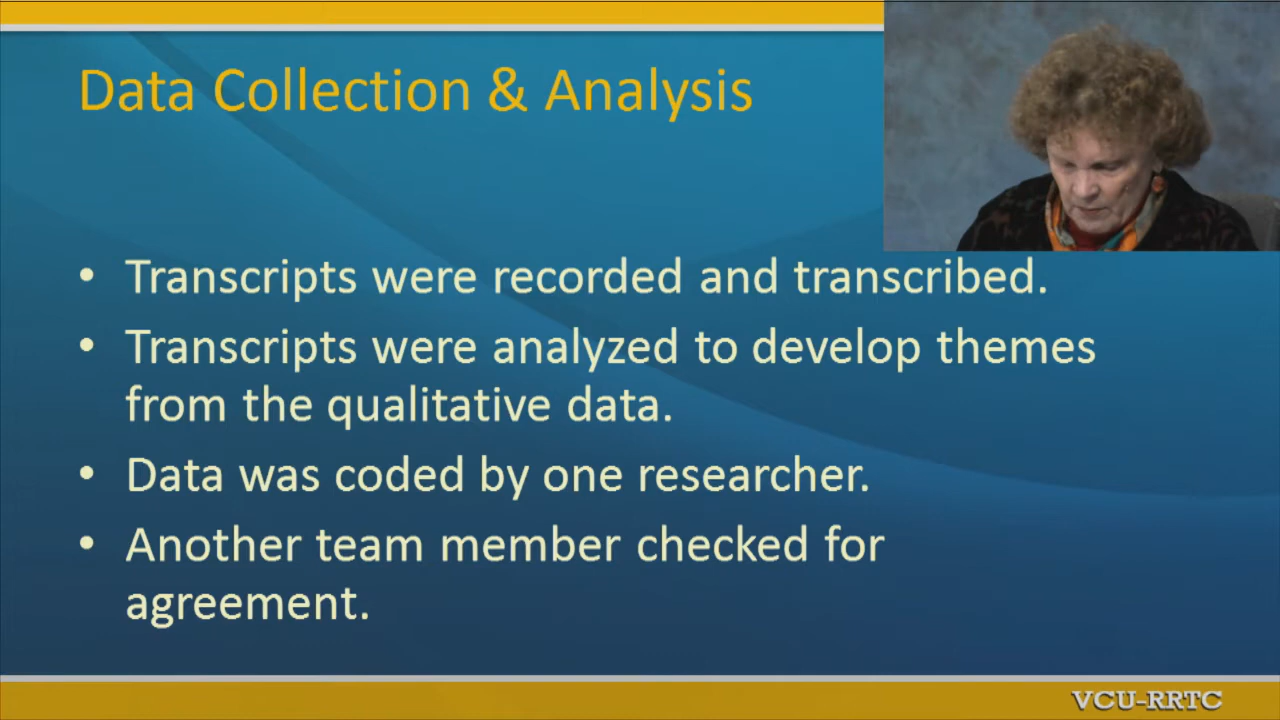 Data Collection & Analysis
• Transcripts were recorded and transcribed.
• Transcripts were analyzed to develop themes
from the qualitative data.
• Data was coded by one researcher.
• Another team member checked for
agreement.
VCU-RRTC